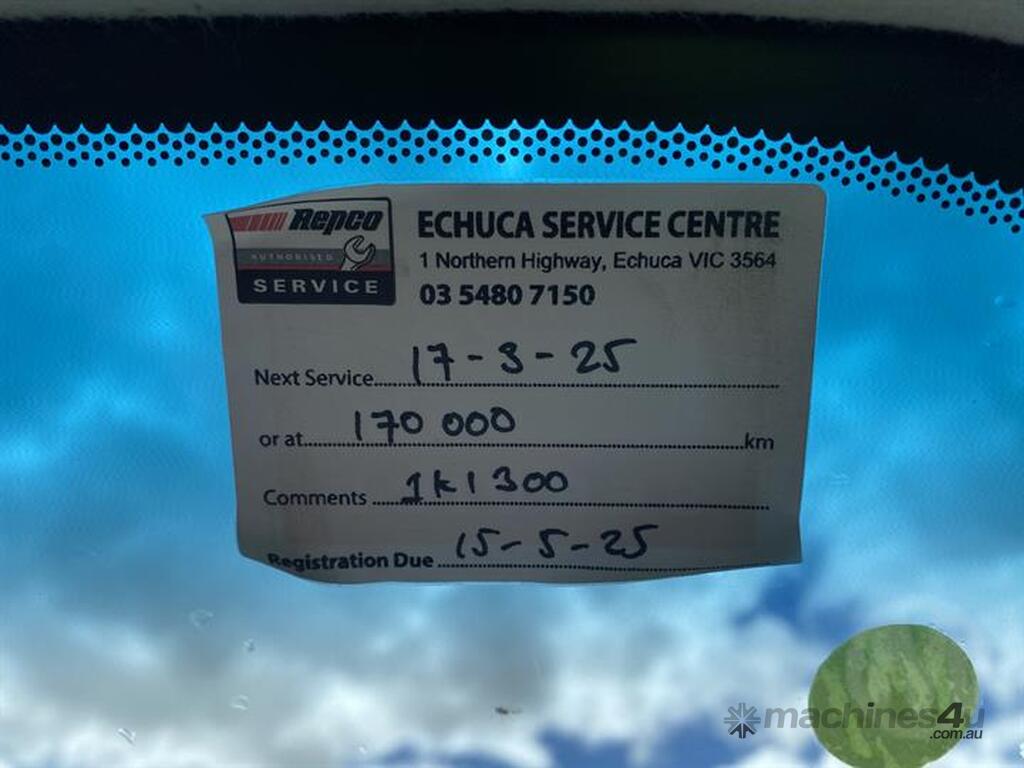 Repco
AUTHORISED
SERVICE
ECHUCA SERVICE CENTRE
1 Northern Highway, Echuca VIC 3564
03 5480 7150
Next Service 17-3-25
or at 170 000 km
Comments 1K1300
Registration Due 15-5-25
machines4u
.com.au